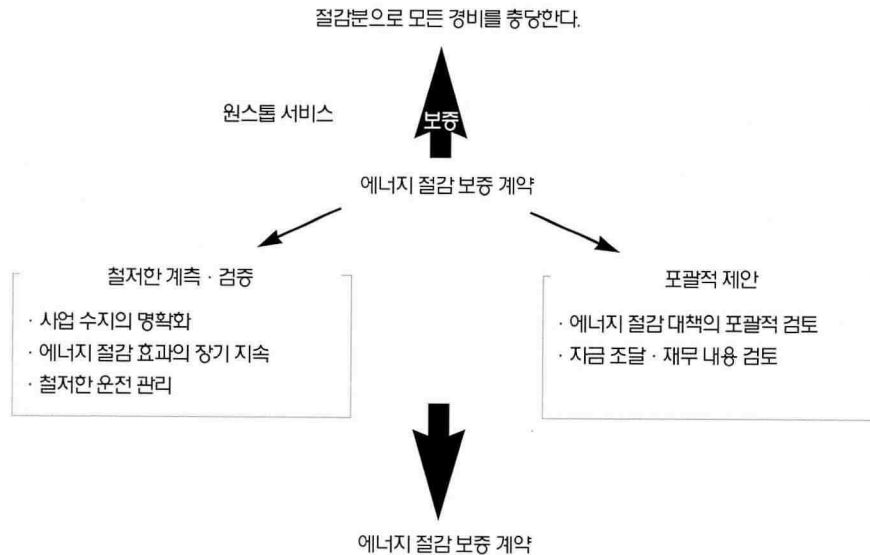 절감분으로 모든 경비를 충당한다.
원스톱 서비스
보증
에너지 절감 보증 계약
철저한 계측 · 검증
· 사업 수지의 명확화
· 에너지 절감 효과의 장기 지속
· 철저한 운전 관리
포괄적 제안
· 에너지 절감 대책의 포괄적 검토
· 자금 조달 · 재무 내용 검토
에너지 절감 보증 계약